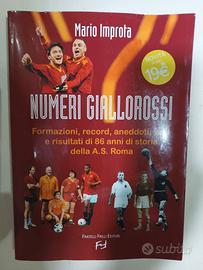 Mario Improta
19€
NUMERI GIALLOROSSI
Formazioni, record, aneddoti,
e risultati di 86 anni di storia
della A.S. Roma
FRATELLI FRILLI EDITORI
subito